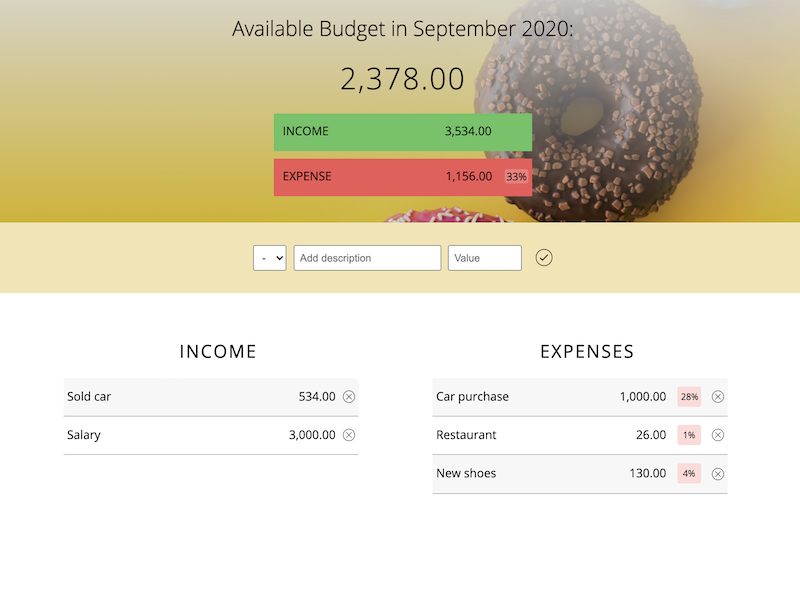 Available Budget in September 2020:
2,378.00
INCOME 3,534.00
EXPENSE 1,156.00 33%
- Add description Value
INCOME
Sold car 534.00
Salary 3,000.00
EXPENSES
Car purchase 1,000.00 28%
Restaurant 26.00 1%
New shoes 130.00 4%